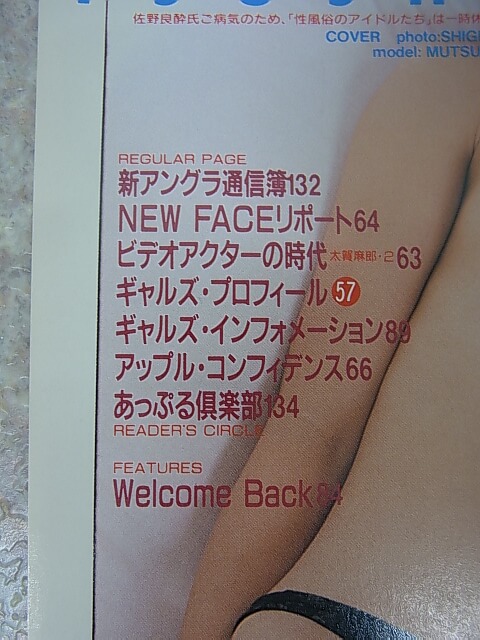 佐野良酔氏ご病気のため、「性風俗のアイドルたち」は一時休
COVER photo:SHIGE
model: MUTSU
REGULAR PAGE
新アングラ通信簿132
NEW FACEリポート64
ビデオアクターの時代 太賀麻郎・2 63
ギャルズ・プロフィール57
ギャルズ・インフォメーション89
アップル・コンフィデンス66
あっぷる倶楽部134
READER'S CIRCLE
FEATURES
Welcome Back84